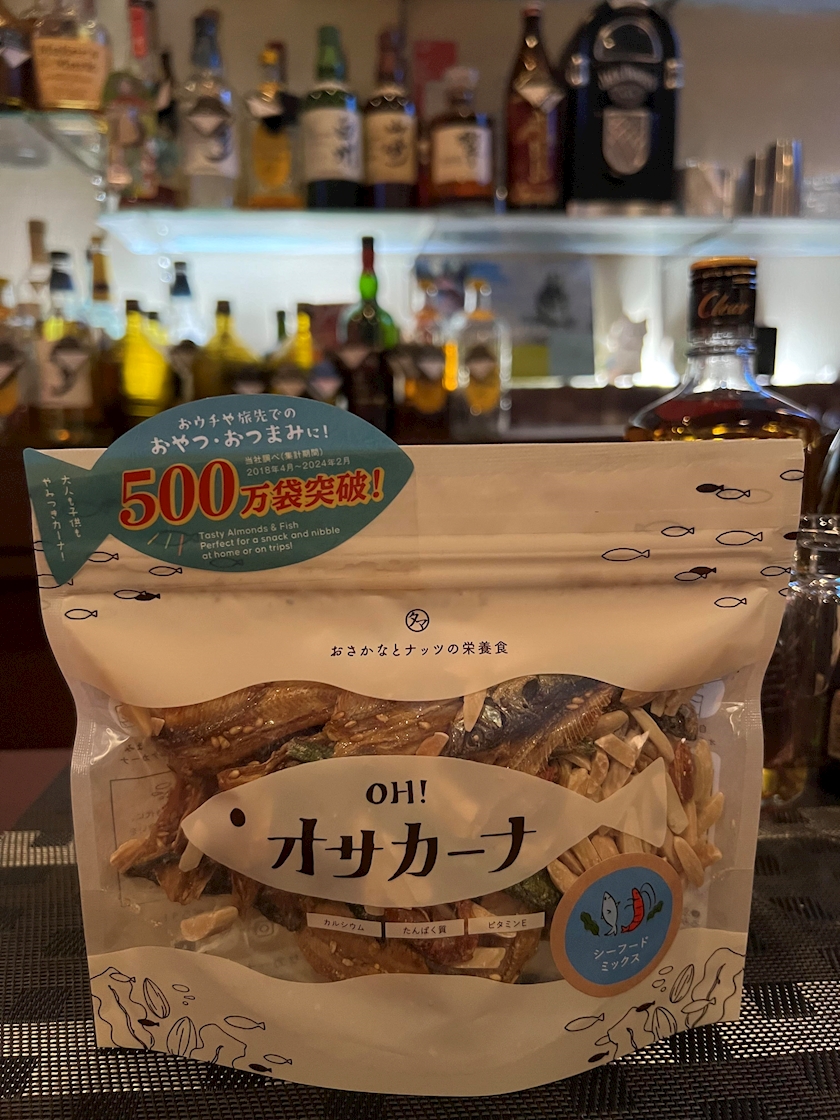 おウチや旅先での
おやつ・おつまみに!
当社調べ(集計期間)
2018年4月～2024年2月
500万袋突破!
Tasty Almonds & Fish
Perfect for a snack and nibble
at home or on trips!
大人も子供も
やみつきカーナ!
タマ
おさかなとナッツの栄養食
OH!
オサカーナ
カルシウム
たんぱく質
ビタミンE
シーフード
ミックス
Clear
山崎